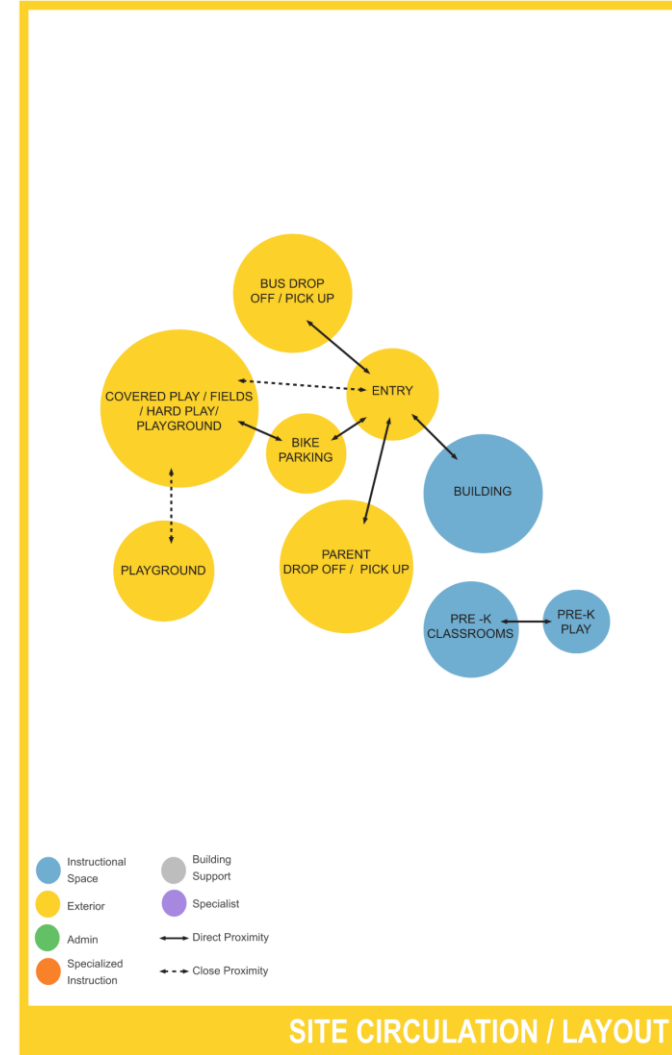 BUS DROP
OFF / PICK UP
ENTRY
COVERED PLAY / FIELDS
/ HARD PLAY/
PLAYGROUND
BIKE
PARKING
BUILDING
PARENT
DROP OFF /  PICK UP
PLAYGROUND
PRE -K
CLASSROOMS
PRE-K
PLAY
Instructional
Space
Exterior
Admin
Specialized
Instruction
Building
Support
Specialist
Direct Proximity
Close Proximity
SITE CIRCULATION / LAYOUT